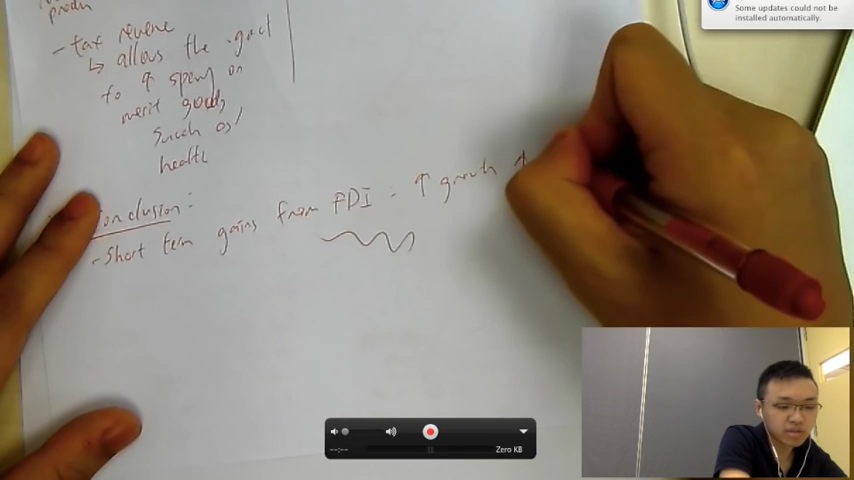 - tax revenue
↳ allows the gov't
to ↑ spend on
merit goods
such as
health
Conclusion:
- Short term gains from FDI - ↑ growth ↑
Some updates could not be
installed automatically.
--:--
Zero KB